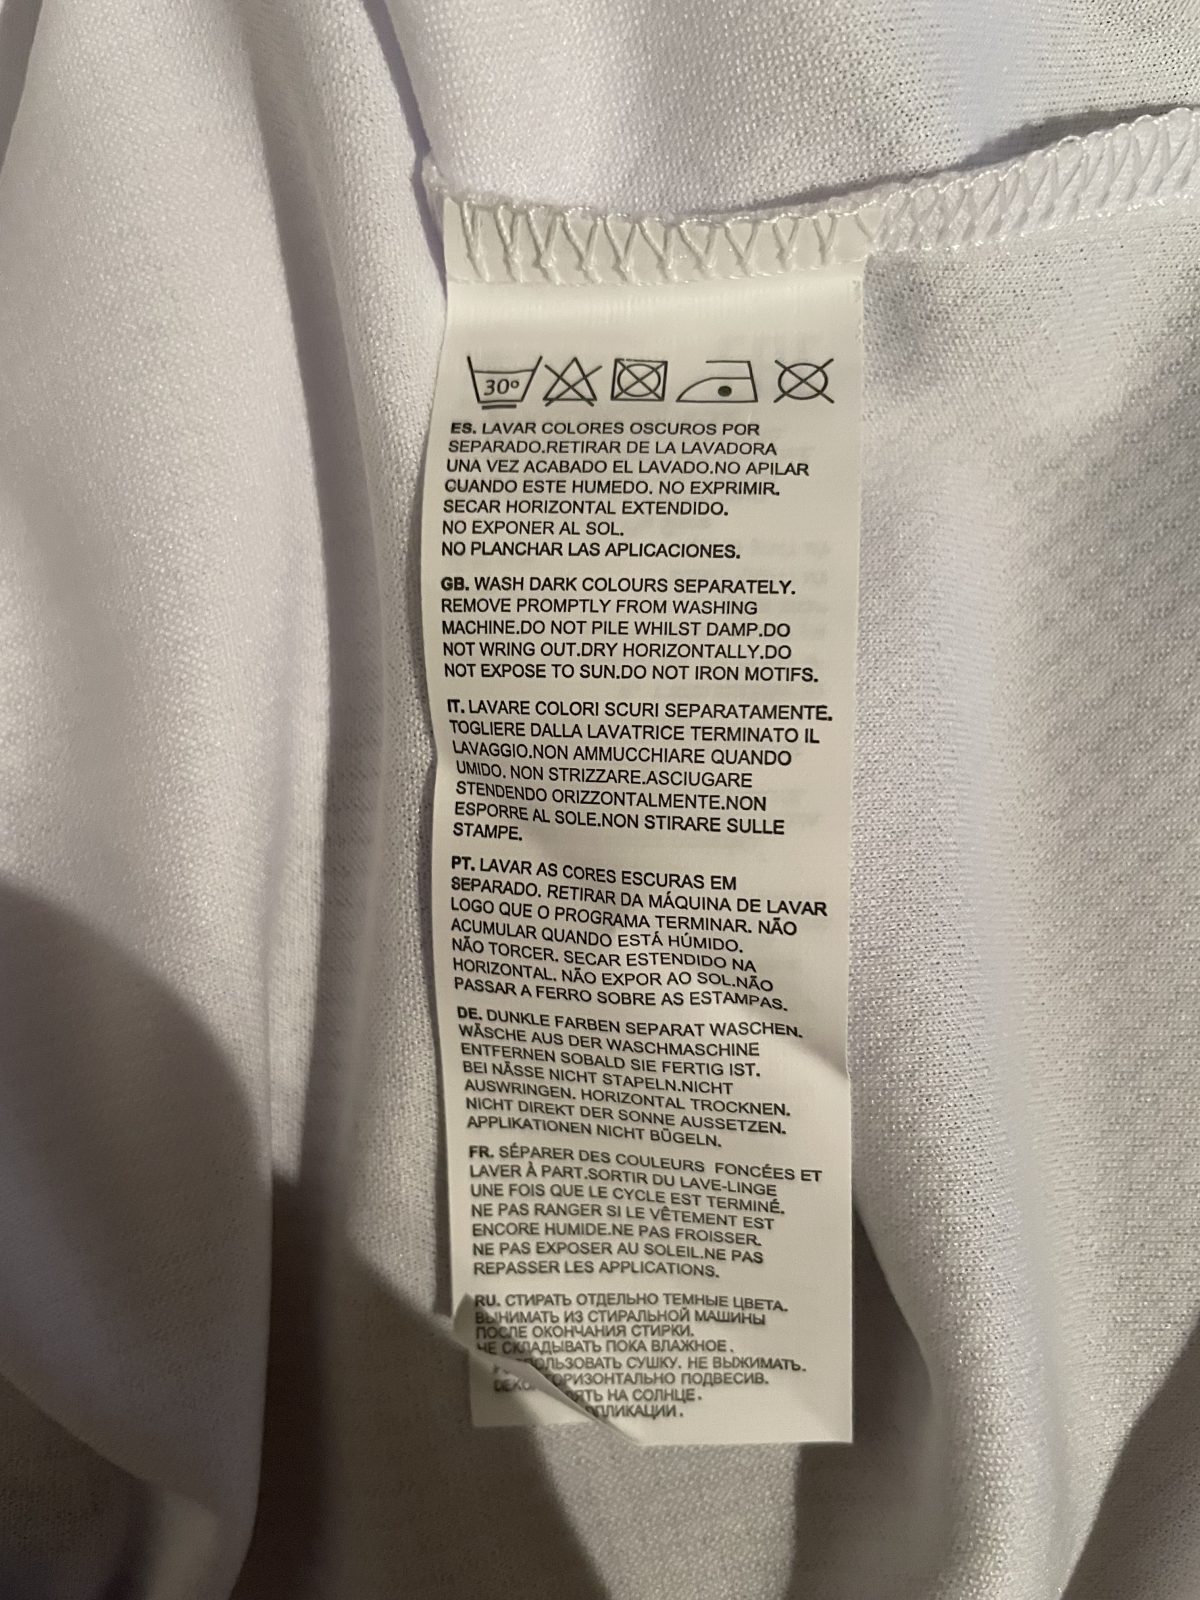 30º
ES. LAVAR COLORES OSCUROS POR
SEPARADO.RETIRAR DE LA LAVADORA
UNA VEZ ACABADO EL LAVADO.NO APILAR
CUANDO ESTE HUMEDO. NO EXPRIMIR.
SECAR HORIZONTAL EXTENDIDO.
NO EXPONER AL SOL.
NO PLANCHAR LAS APLICACIONES.
GB. WASH DARK COLOURS SEPARATELY.
REMOVE PROMPTLY FROM WASHING
MACHINE.DO NOT PILE WHILST DAMP.DO
NOT WRING OUT.DRY HORIZONTALLY.DO
NOT EXPOSE TO SUN.DO NOT IRON MOTIFS.
IT. LAVARE COLORI SCURI SEPARATAMENTE.
TOGLIERE DALLA LAVATRICE TERMINATO IL
LAVAGGIO.NON AMMUCCHIARE QUANDO
UMIDO. NON STRIZZARE.ASCIUGARE
STENDENDO ORIZZONTALMENTE.NON
ESPORRE AL SOLE.NON STIRARE SULLE
STAMPE.
PT. LAVAR AS CORES ESCURAS EM
SEPARADO. RETIRAR DA MÁQUINA DE LAVAR
LOGO QUE O PROGRAMA TERMINAR. NÃO
ACUMULAR QUANDO ESTÁ HÚMIDO.
NÃO TORCER. SECAR ESTENDIDO NA
HORIZONTAL. NÃO EXPOR AO SOL.NÃO
PASSAR A FERRO SOBRE AS ESTAMPAS.
DE. DUNKLE FARBEN SEPARAT WASCHEN.
WÄSCHE AUS DER WASCHMASCHINE
ENTFERNEN SOBALD SIE FERTIG IST.
BEI NÄSSE NICHT STAPELN.NICHT
AUSWRINGEN. HORIZONTAL TROCKNEN.
NICHT DIREKT DER SONNE AUSSETZEN.
APPLIKATIONEN NICHT BÜGELN.
FR. SÉPARER DES COULEURS FONCÉES ET
LAVER À PART.SORTIR DU LAVE-LINGE
UNE FOIS QUE LE CYCLE EST TERMINÉ.
NE PAS RANGER SI LE VÊTEMENT EST
ENCORE HUMIDE.NE PAS FROISSER.
NE PAS EXPOSER AU SOLEIL.NE PAS
REPASSER LES APPLICATIONS.
RU. СТИРАТЬ ОТДЕЛЬНО ТЕМНЫЕ ЦВЕТА.
ВЫНИМАТЬ ИЗ СТИРАЛЬНОЙ МАШИНЫ
ПОСЛЕ ОКОНЧАНИЯ СТИРКИ.
НЕ СКЛАДЫВАТЬ ПОКА ВЛАЖНОЕ.
СУШКУ. НЕ ВЫЖИМАТЬ.
ГОРИЗОНТАЛЬНО ПОДВЕСИВ.
НА СОЛНЦЕ.